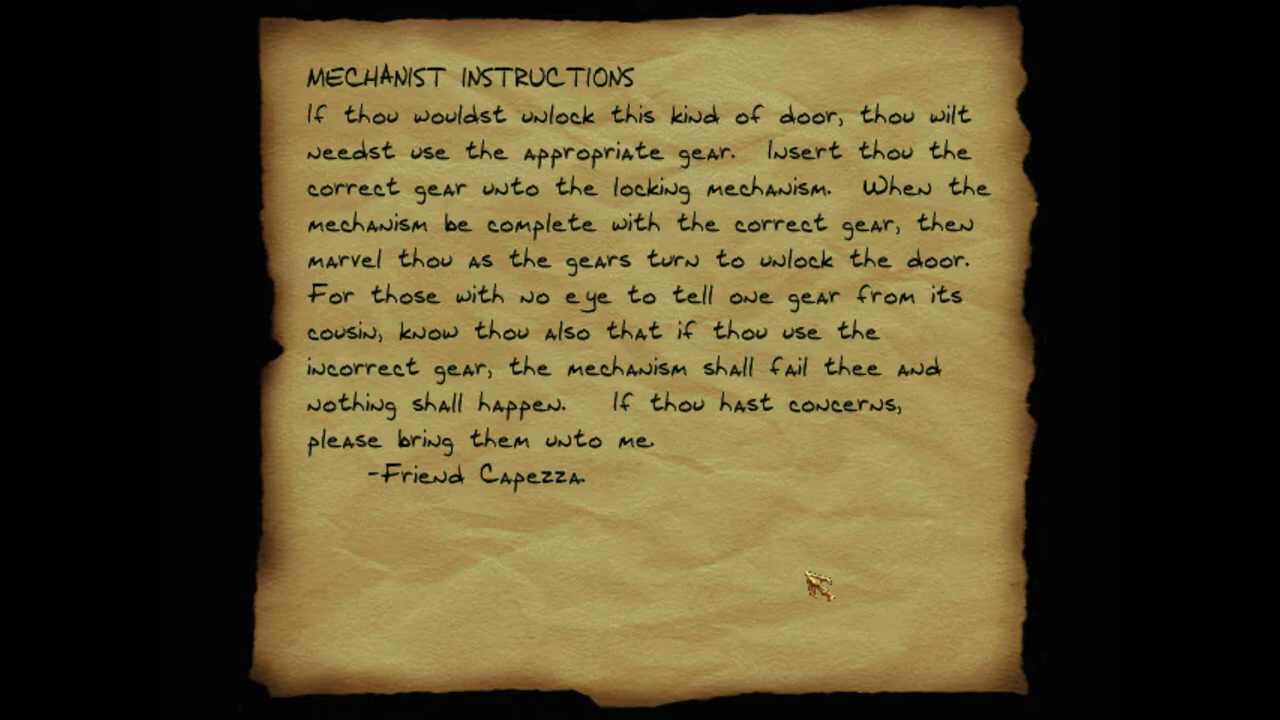 MECHANIST INSTRUCTIONS
If thou wouldst unlock this kind of door, thou wilt
needst use the appropriate gear. Insert thou the
correct gear unto the locking mechanism. When the
mechanism be complete with the correct gear, then
marvel thou as the gears turn to unlock the door.
For those with no eye to tell one gear from its
cousin, know thou also that if thou use the
incorrect gear, the mechanism shall fail thee and
nothing shall happen. If thou hast concerns,
please bring them unto me.
-Friend Capezza.